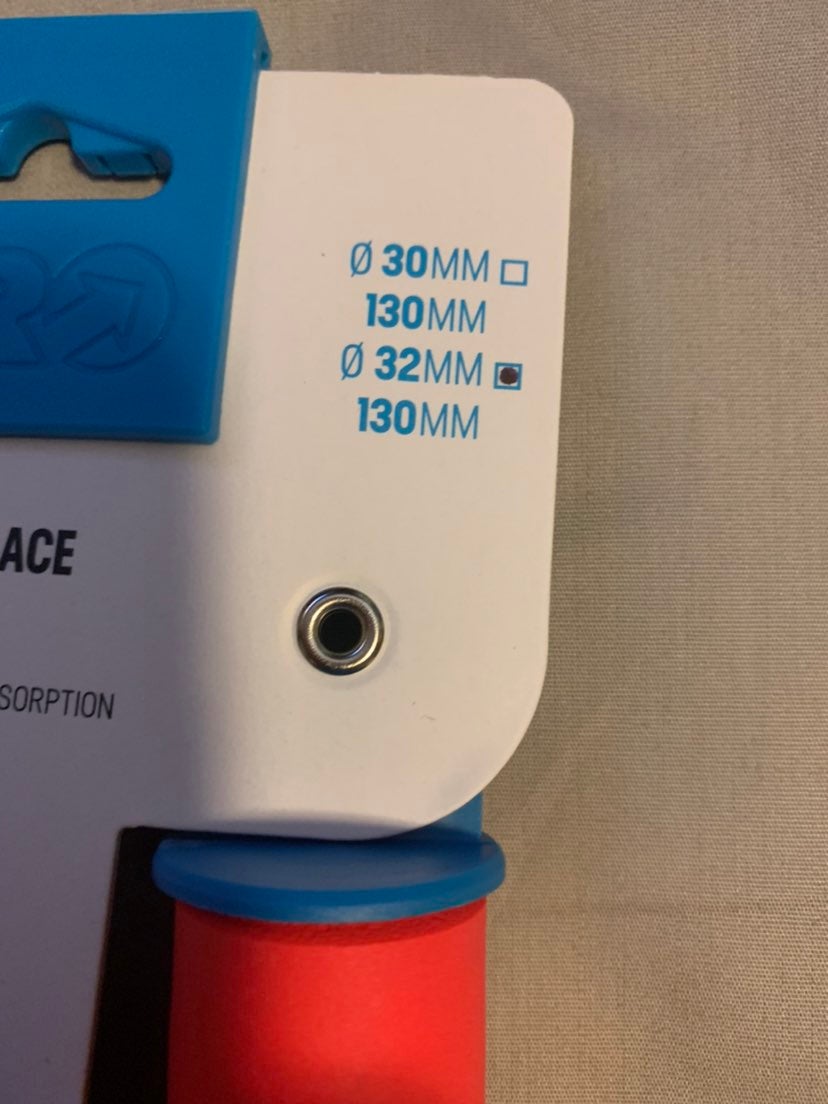 Ø 30MM
130MM
Ø 32MM
130MM
ACE
SORPTION